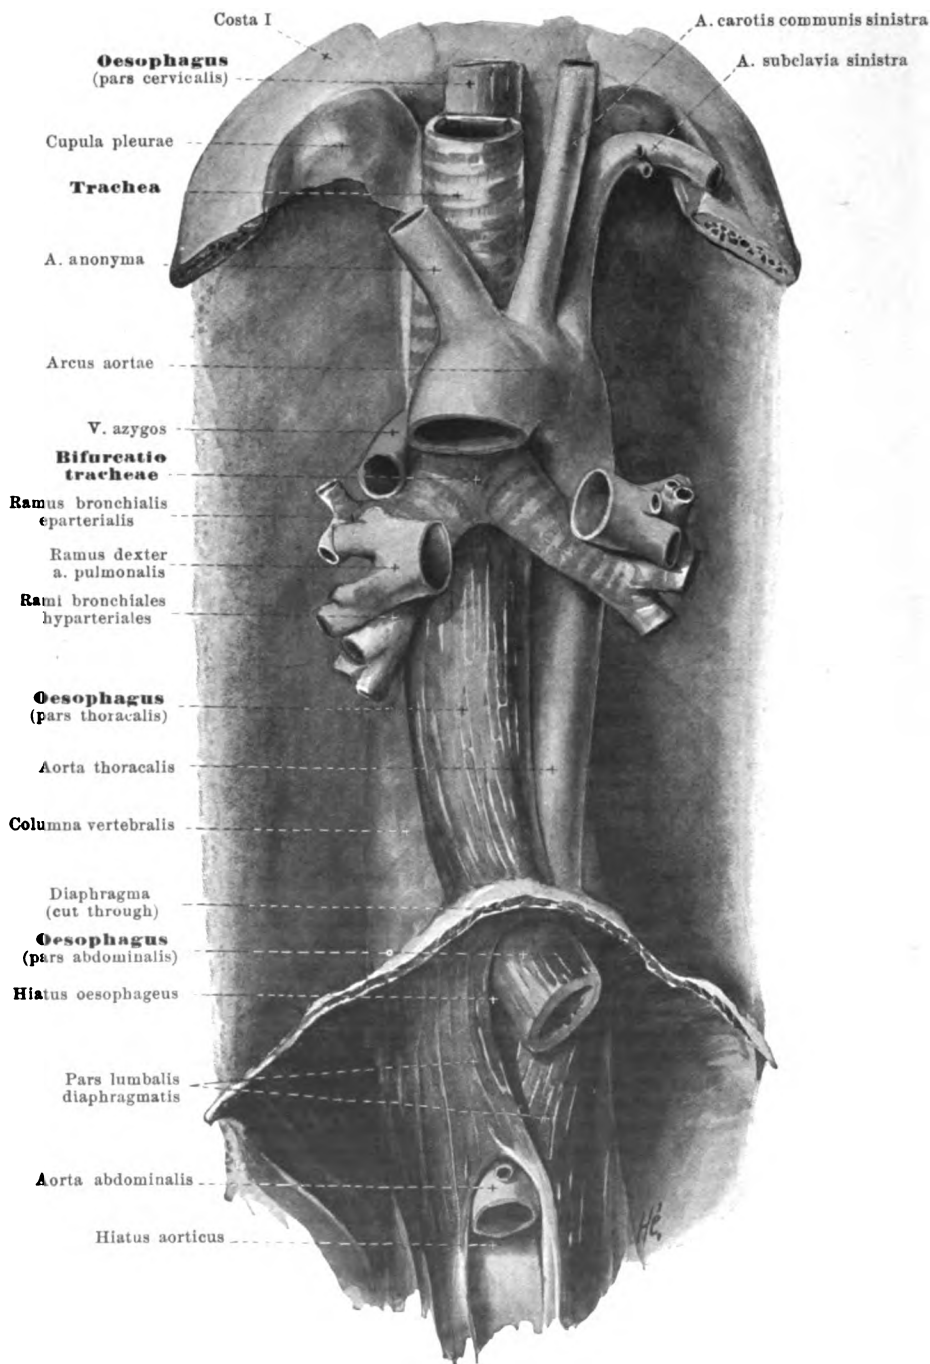 Costa I
A. carotis communis sinistra
Oesophagus
(pars cervicalis)
A. subclavia sinistra
Cupula pleurae
Trachea
A. anonyma
Arcus aortae
V. azygos
Bifurcatio
tracheae
Ramus bronchialis
eparterialis
Ramus dexter
a. pulmonalis
Rami bronchiales
hyparteriales
Oesophagus
(pars thoracalis)
Aorta thoracalis
Columna vertebralis
Diaphragma
(cut through)
Oesophagus
(pars abdominalis)
Hiatus oesophageus
Pars lumbalis
diaphragmatis
Aorta abdominalis
Hiatus aorticus
Hé